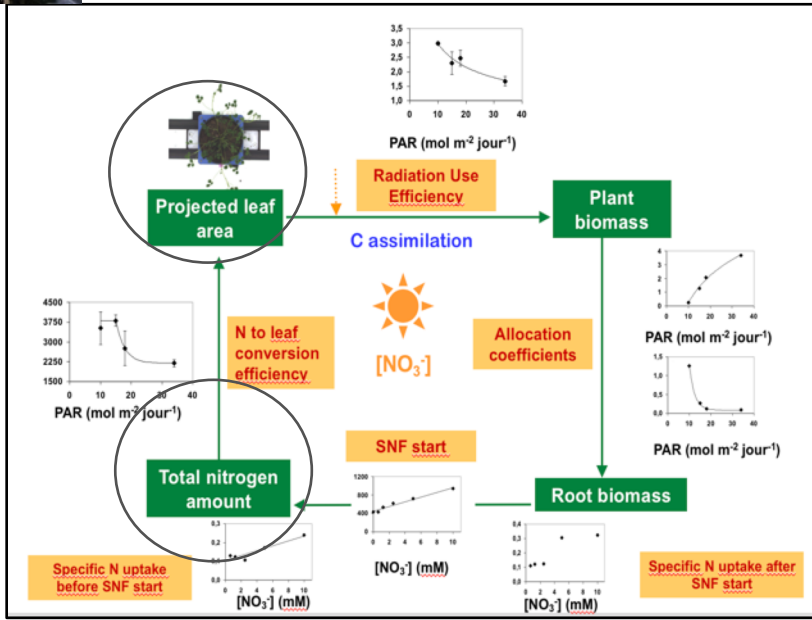 3,5
3,0
2,5
2,0
1,5
1,0
0 10 20 30 40
PAR (mol m⁻² jour⁻¹)
Radiation Use
Efficiency
Projected leaf
area
Plant
biomass
C assimilation
4
3
2
1
0
0 10 20 30 40
PAR (mol m⁻² jour⁻¹)
4500
3750
3000
2250
1500
0 20 40
PAR (mol m⁻² jour⁻¹)
N to leaf
conversion
efficiency
[NO₃⁻]
Allocation
coefficients
1,5
1,0
0,5
0,0
0 10 20 30 40
PAR (mol m⁻² jour⁻¹)
SNF start
Total nitrogen
amount
1200
800
400
0
0 2 4 6 8 10
[NO₃⁻] (mM)
Root biomass
Specific N uptake
before SNF start
0,3
0,2
0,1
0,0
0 2 4 6 8 10
[NO₃⁻] (mM)
0,4
0,3
0,2
0,1
0,0
0 2 4 6 8 10
[NO₃⁻] (mM)
Specific N uptake after
SNF start